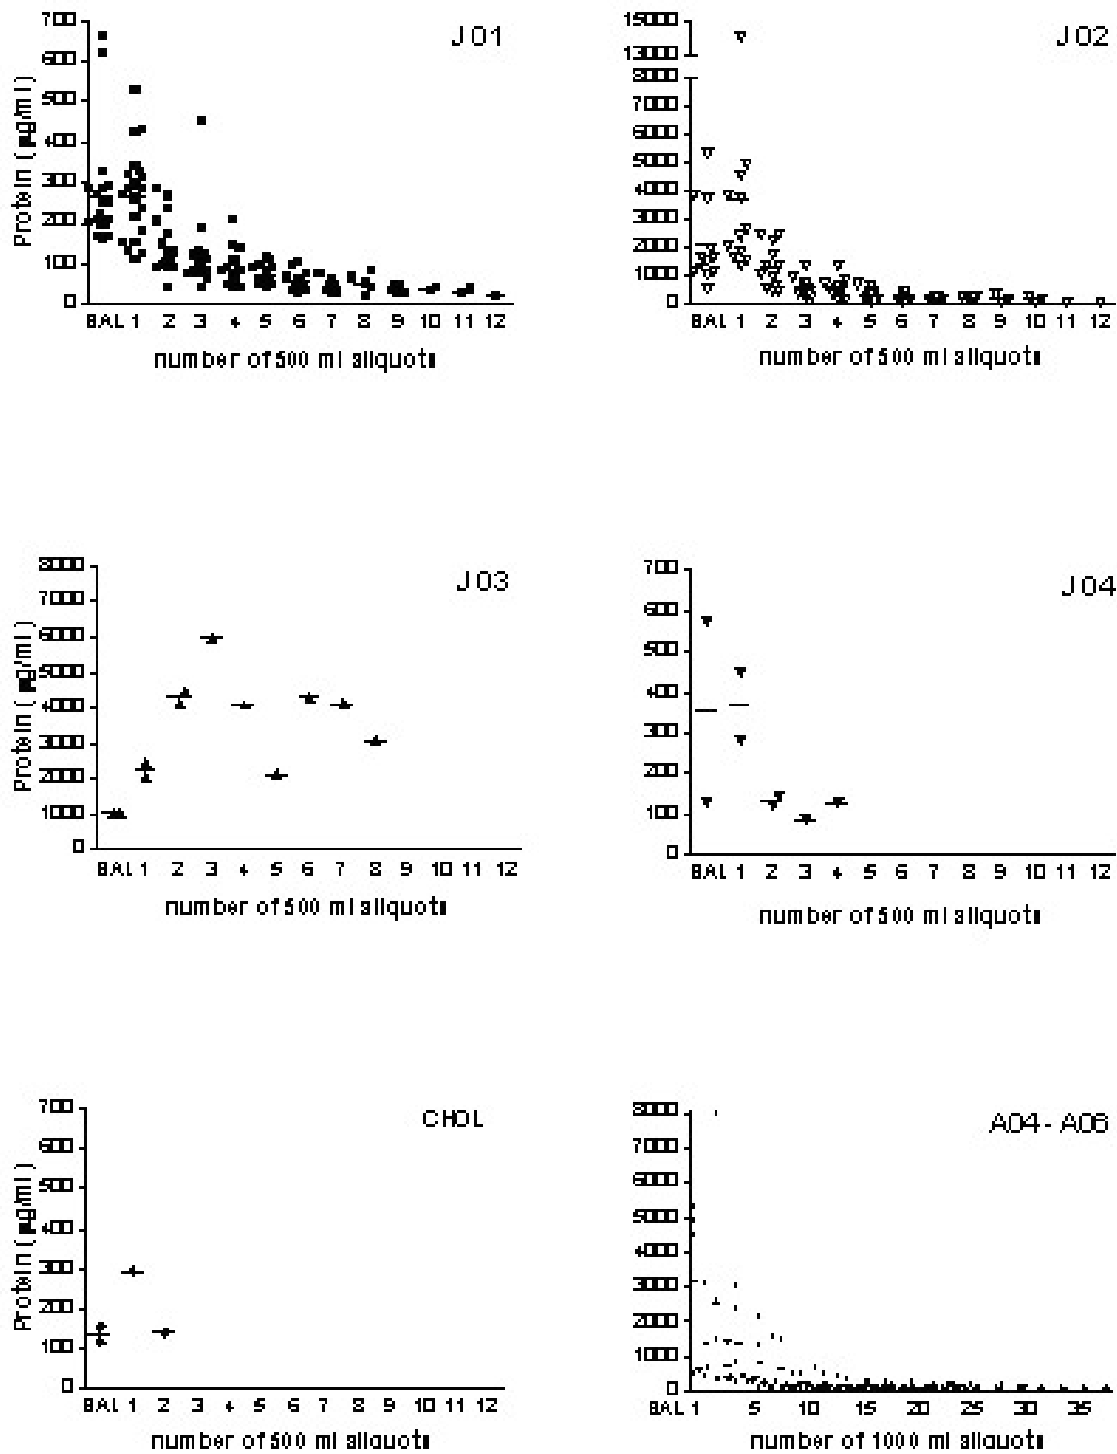 J01
Protein (µg/ml)
700
600
500
400
300
200
100
0
BAL 1 2 3 4 5 6 7 8 9 10 11 12
number of 500 ml aliquots
J02
15000
13000
8000
7000
6000
5000
4000
3000
2000
1000
0
BAL 1 2 3 4 5 6 7 8 9 10 11 12
number of 500 ml aliquots
J03
Protein (µg/ml)
8000
7000
6000
5000
4000
3000
2000
1000
0
BAL 1 2 3 4 5 6 7 8 9 10 11 12
number of 500 ml aliquots
J04
700
600
500
400
300
200
100
0
BAL 1 2 3 4 5 6 7 8 9 10 11 12
number of 500 ml aliquots
CHOL
Protein (µg/ml)
700
600
500
400
300
200
100
0
BAL 1 2 3 4 5 6 7 8 9 10 11 12
number of 500 ml aliquots
A04-A06
8000
7000
6000
5000
4000
3000
2000
1000
0
BAL 1 5 10 15 20 25 30 35
number of 1000 ml aliquots